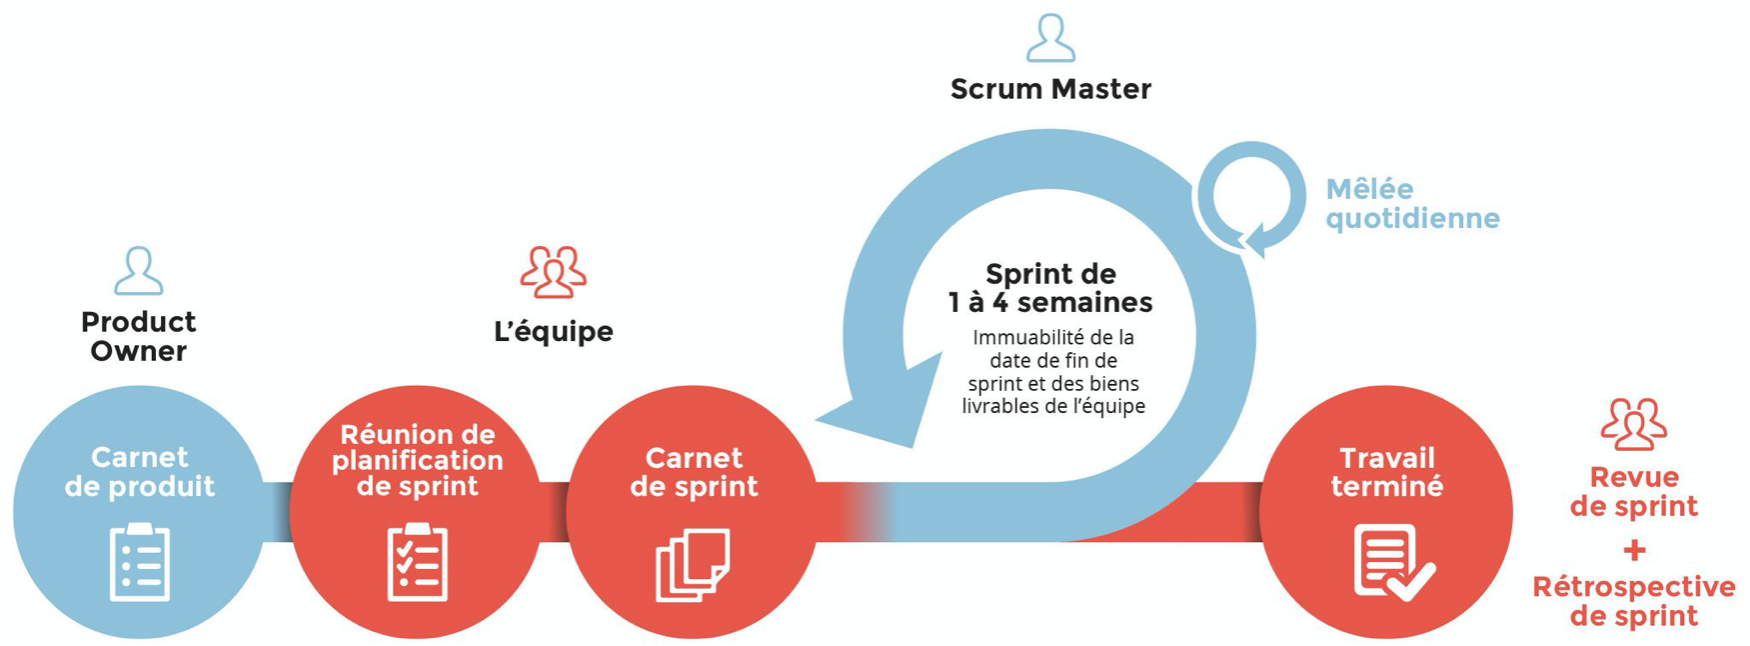 Scrum Master
Mêlée
quotidienne
Sprint de
1 à 4 semaines
Immuabilité de la
date de fin de
sprint et des biens
livrables de l'équipe
Product
Owner
L'équipe
Carnet
de produit
Réunion de
planification
de sprint
Carnet
de sprint
Travail
terminé
Revue
de sprint
+
Rétrospective
de sprint